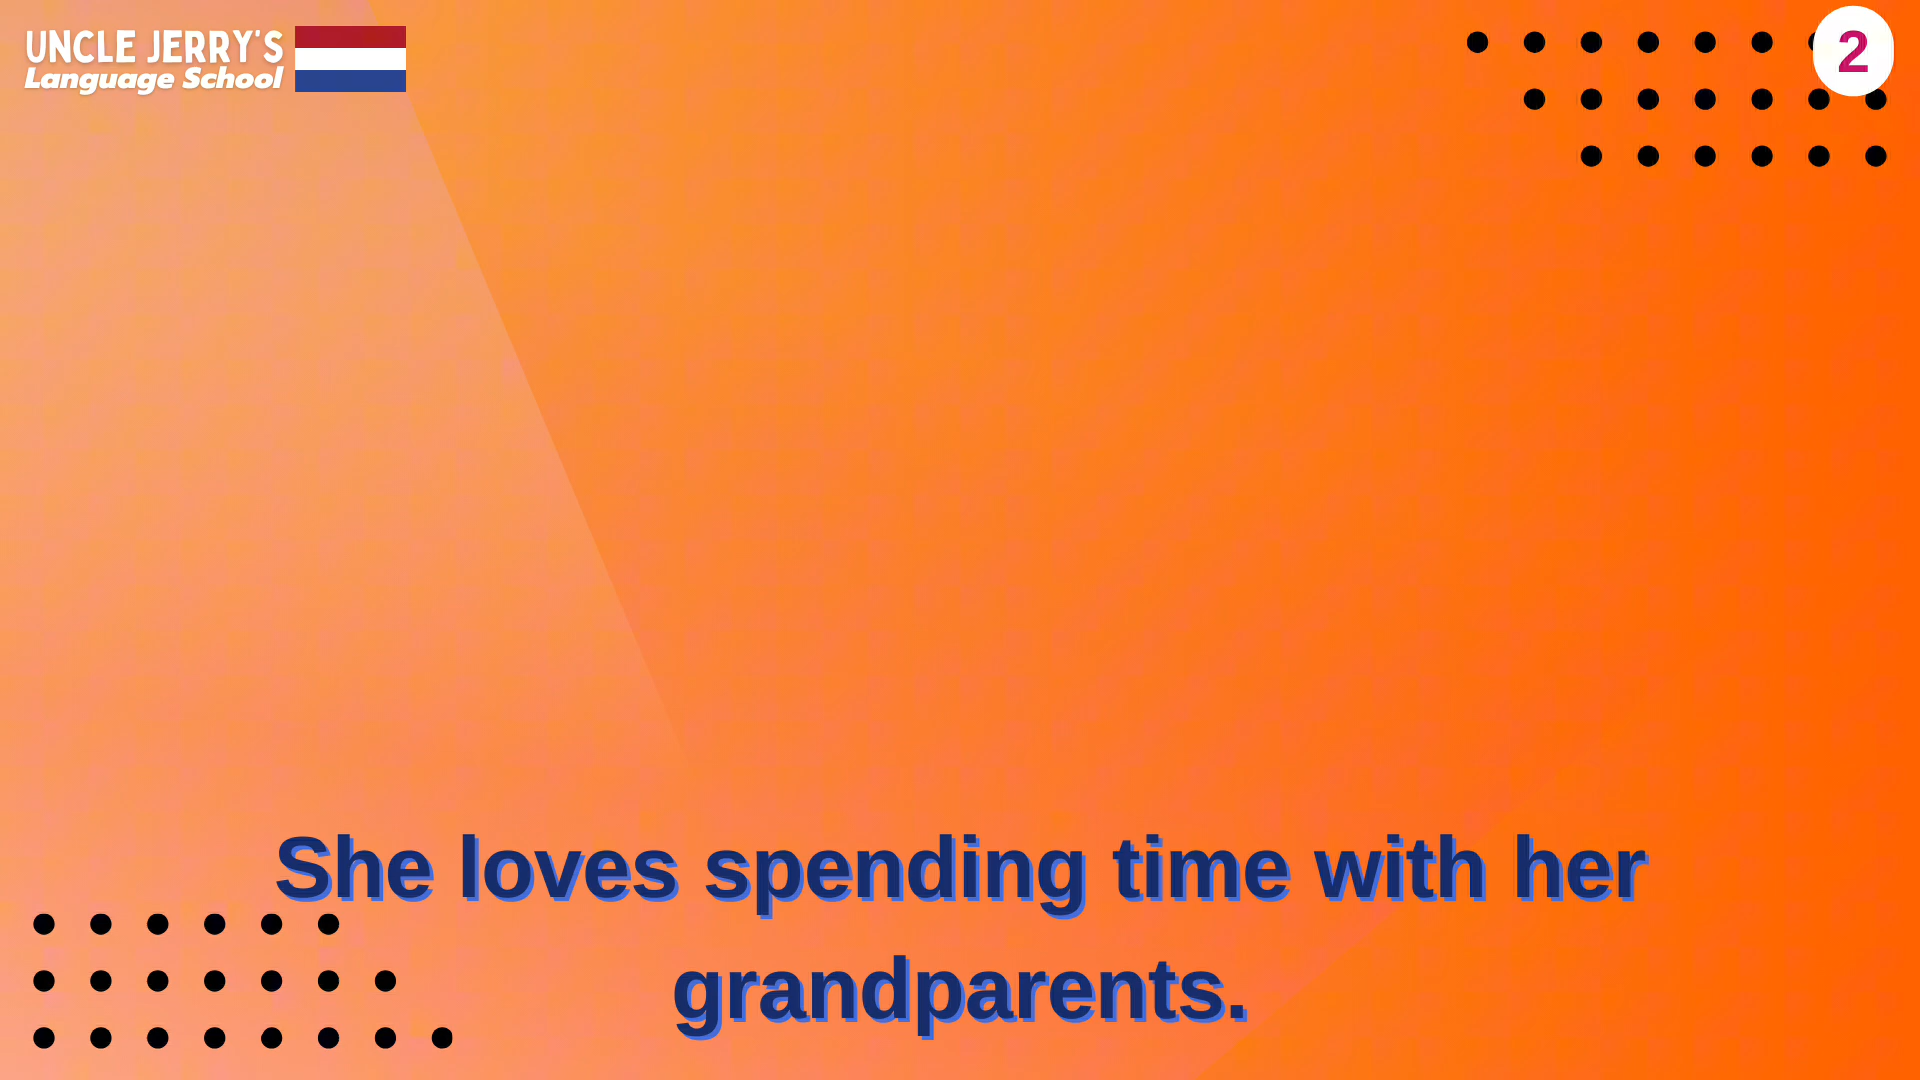 UNCLE JERRY'S
Language School
2
She loves spending time with her
grandparents.